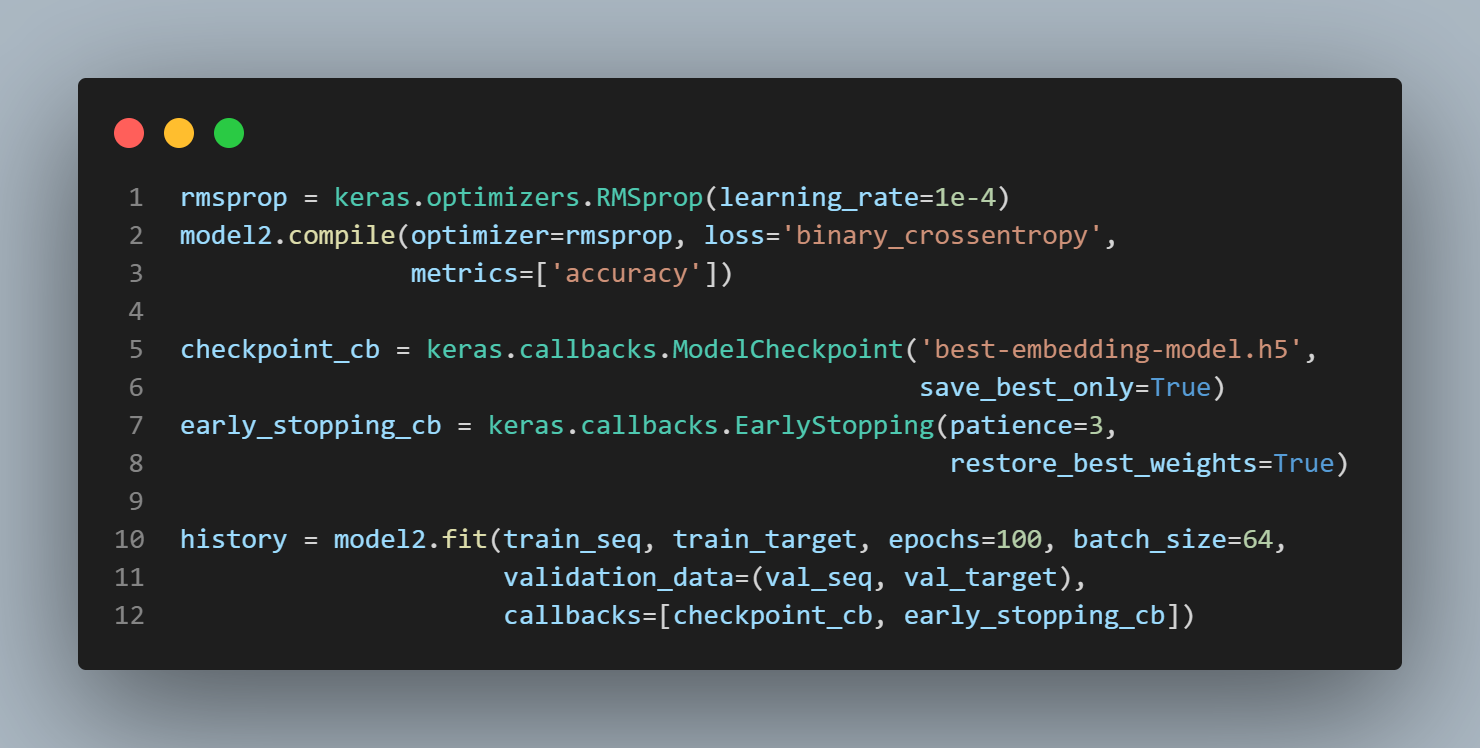 1 rmsprop = keras.optimizers.RMSprop(learning_rate=1e-4)
2 model2.compile(optimizer=rmsprop, loss='binary_crossentropy',
3                metrics=['accuracy'])
4
5 checkpoint_cb = keras.callbacks.ModelCheckpoint('best-embedding-model.h5',
6                                                 save_best_only=True)
7 early_stopping_cb = keras.callbacks.EarlyStopping(patience=3,
8                                                   restore_best_weights=True)
9
10 history = model2.fit(train_seq, train_target, epochs=100, batch_size=64,
11                      validation_data=(val_seq, val_target),
12                      callbacks=[checkpoint_cb, early_stopping_cb])